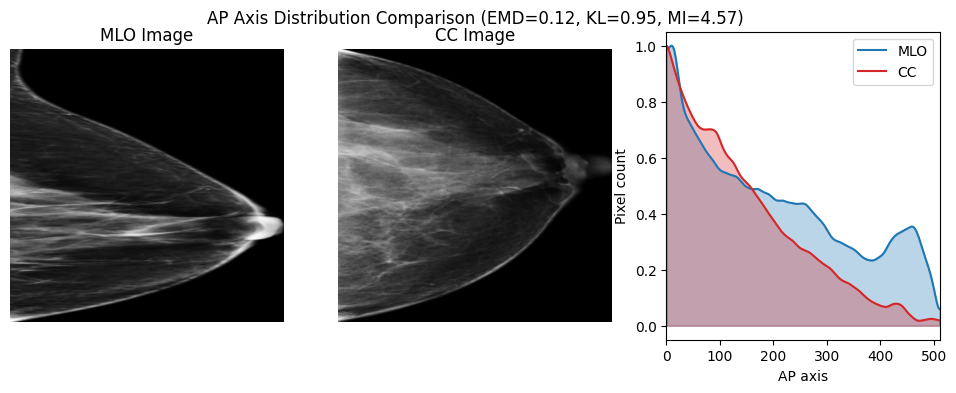 AP Axis Distribution Comparison (EMD=0.12, KL=0.95, MI=4.57)
MLO Image
CC Image
MLO
CC
Pixel count
1.0
0.8
0.6
0.4
0.2
0.0
0 100 200 300 400 500
AP axis